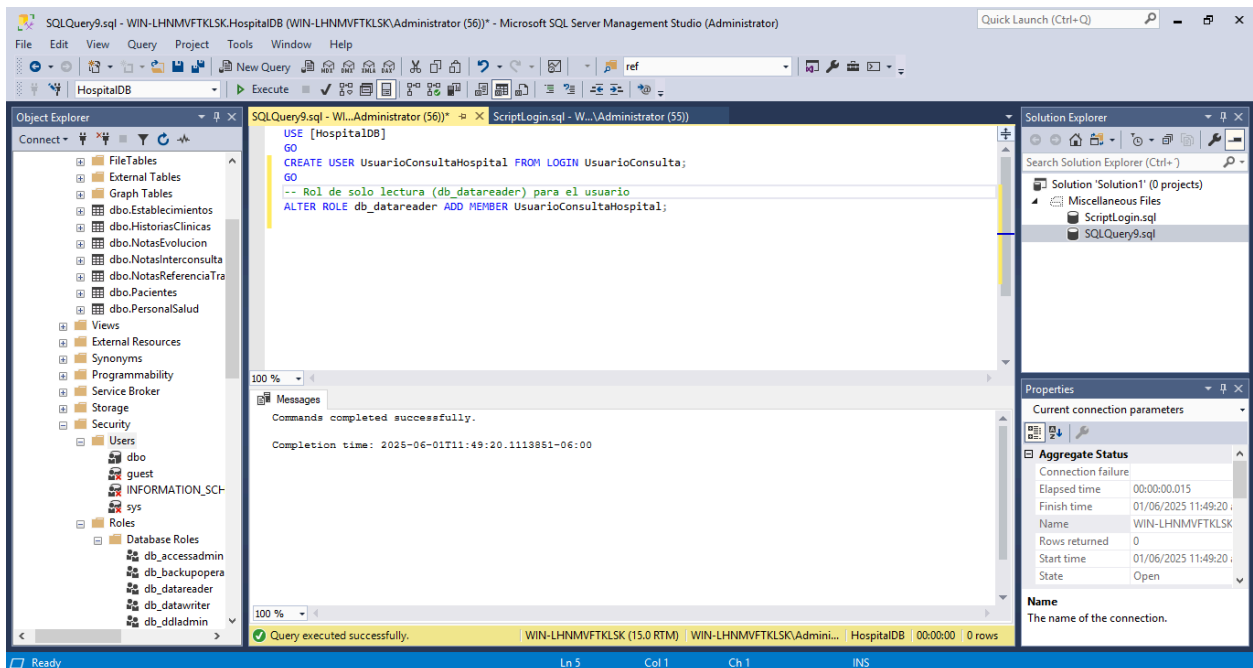 SQLQuery9.sql - WIN-LHNMVFTKLSK.HospitalDB (WIN-LHNMVFTKLSK\Administrator (56))* - Microsoft SQL Server Management Studio (Administrator)
Quick Launch (Ctrl+Q)
File Edit View Query Project Tools Window Help
New Query MDX DMX XMLA DAX ref
HospitalDB Execute
Object Explorer
Connect
FileTables
External Tables
Graph Tables
dbo.Establecimientos
dbo.HistoriasClinicas
dbo.NotasEvolucion
dbo.NotasInterconsulta
dbo.NotasReferenciaTra
dbo.Pacientes
dbo.PersonalSalud
Views
External Resources
Synonyms
Programmability
Service Broker
Storage
Security
Users
dbo
guest
INFORMATION_SCH
sys
Roles
Database Roles
db_accessadmin
db_backupopera
db_datareader
db_datawriter
db_ddladmin
SQLQuery9.sql - WI...Administrator (56))* ScriptLogin.sql - W...\Administrator (55))
USE [HospitalDB]
GO
CREATE USER UsuarioConsultaHospital FROM LOGIN UsuarioConsulta;
GO
-- Rol de solo lectura (db_datareader) para el usuario
ALTER ROLE db_datareader ADD MEMBER UsuarioConsultaHospital;
100 %
Messages
Commands completed successfully.
Completion time: 2025-06-01T11:49:20.1113851-06:00
100 %
Query executed successfully. WIN-LHNMVFTKLSK (15.0 RTM) WIN-LHNMVFTKLSK\Admini... HospitalDB 00:00:00 0 rows
Solution Explorer
Search Solution Explorer (Ctrl+´)
Solution 'Solution1' (0 projects)
Miscellaneous Files
ScriptLogin.sql
SQLQuery9.sql
Properties
Current connection parameters
Aggregate Status
Connection failure
Elapsed time 00:00:00.015
Finish time 01/06/2025 11:49:20
Name WIN-LHNMVFTKLSK
Rows returned 0
Start time 01/06/2025 11:49:20
State Open
Name
The name of the connection.
Ready Ln 5 Col 1 Ch 1 INS